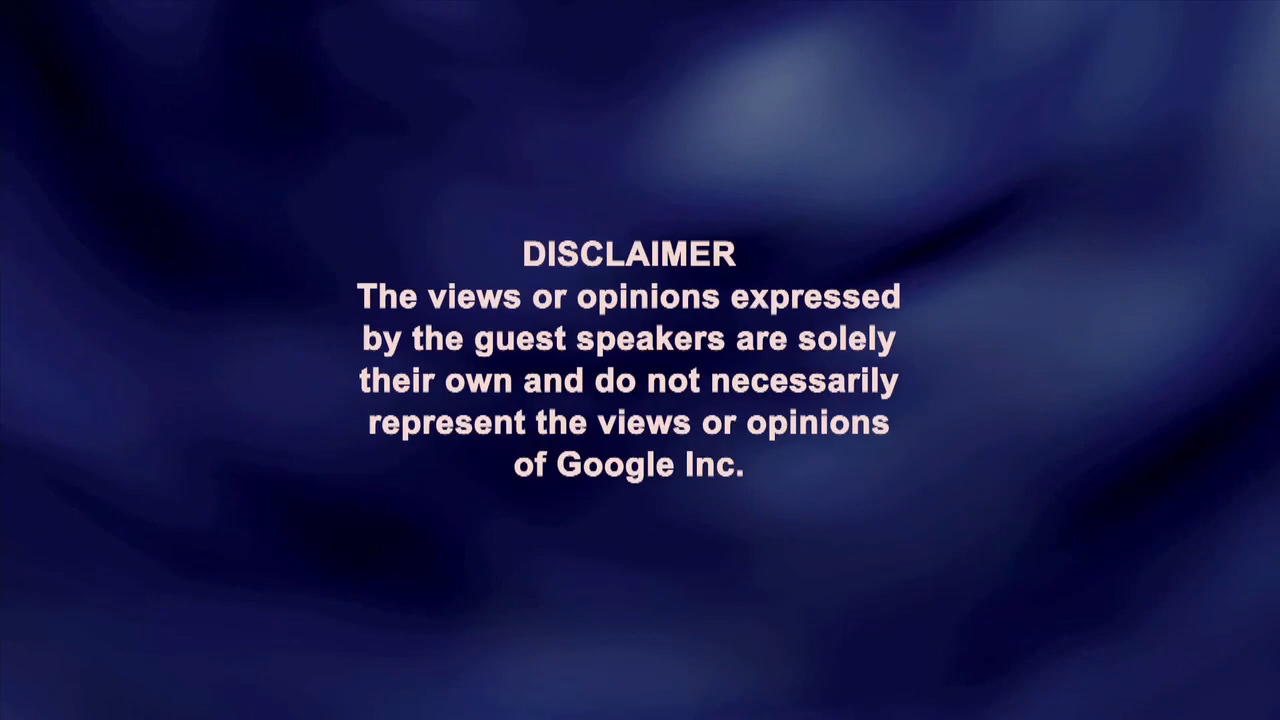 DISCLAIMER
The views or opinions expressed
by the guest speakers are solely
their own and do not necessarily
represent the views or opinions
of Google Inc.